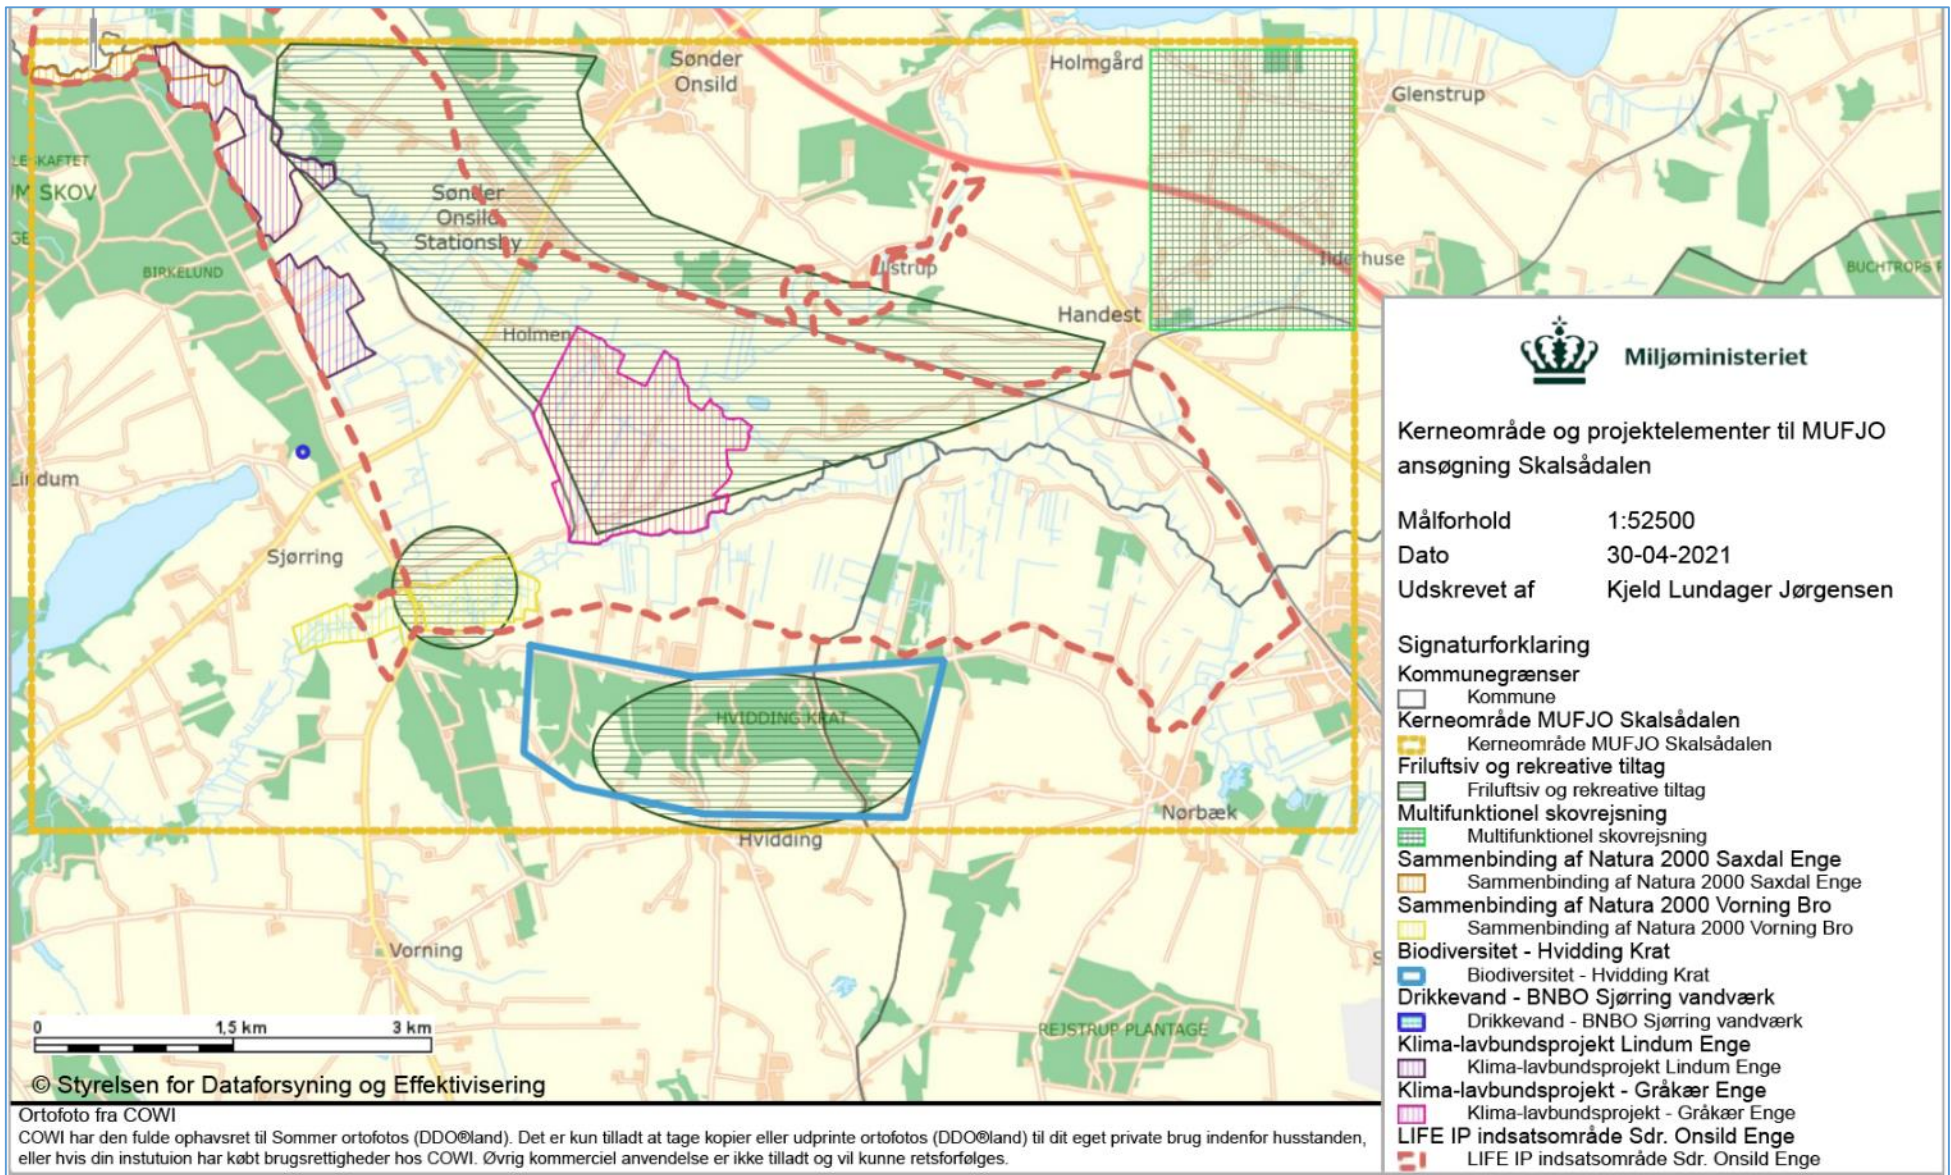 Sønder
Onsild
Holmgård
Glenstrup
LESKAFTET
M SKOV
GE
Sønder
Onsild
Stationsby
BIRKELUND
Ilstrup
Ilderhuse
BUCHTROPS
Handest
Holmen
Lindum
Sjørring
HVIDDING KRAT
Nørbæk
Hvidding
Vorning
REJSTRUP PLANTAGE
0 1,5 km 3 km
© Styrelsen for Dataforsyning og Effektivisering
Ortofoto fra COWI
COWI har den fulde ophavsret til Sommer ortofotos (DDO®land). Det er kun tilladt at tage kopier eller udprinte ortofotos (DDO®land) til dit eget private brug indenfor husstanden,
eller hvis din instutuion har købt brugsrettigheder hos COWI. Øvrig kommerciel anvendelse er ikke tilladt og vil kunne retsforfølges.
Miljøministeriet
Kerneområde og projektelementer til MUFJO
ansøgning Skalsådalen
Målforhold 1:52500
Dato 30-04-2021
Udskrevet af Kjeld Lundager Jørgensen
Signaturforklaring
Kommunegrænser
Kommune
Kerneområde MUFJO Skalsådalen
Kerneområde MUFJO Skalsådalen
Friluftsiv og rekreative tiltag
Friluftsiv og rekreative tiltag
Multifunktionel skovrejsning
Multifunktionel skovrejsning
Sammenbinding af Natura 2000 Saxdal Enge
Sammenbinding af Natura 2000 Saxdal Enge
Sammenbinding af Natura 2000 Vorning Bro
Sammenbinding af Natura 2000 Vorning Bro
Biodiversitet - Hvidding Krat
Biodiversitet - Hvidding Krat
Drikkevand - BNBO Sjørring vandværk
Drikkevand - BNBO Sjørring vandværk
Klima-lavbundsprojekt Lindum Enge
Klima-lavbundsprojekt Lindum Enge
Klima-lavbundsprojekt - Gråkær Enge
Klima-lavbundsprojekt - Gråkær Enge
LIFE IP indsatsområde Sdr. Onsild Enge
LIFE IP indsatsområde Sdr. Onsild Enge